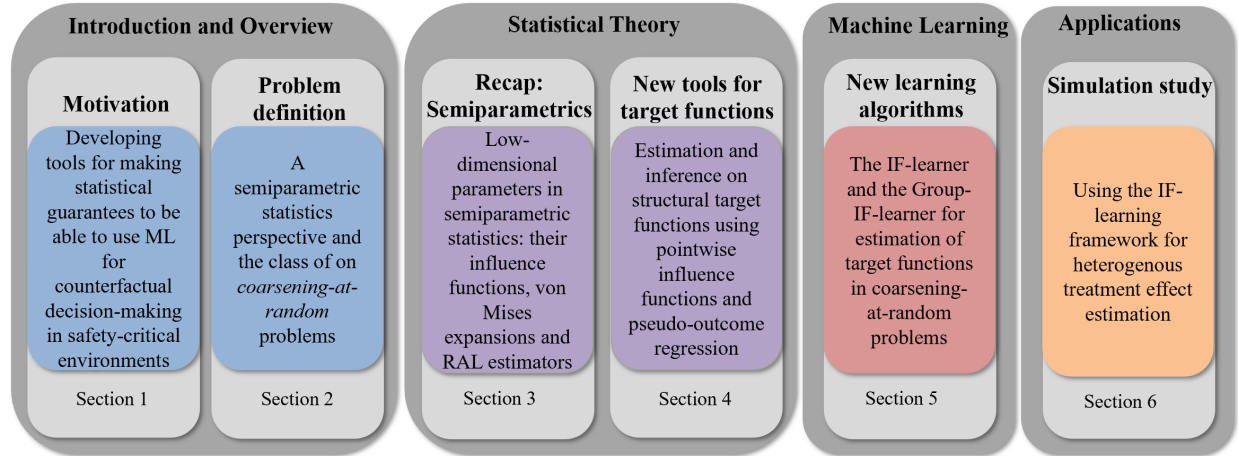 Introduction and Overview
Motivation
Developing
tools for making
statistical
guarantees to be
able to use ML
for
counterfactual
decision-making
in safety-critical
environments
Section 1
Problem
definition
A
semiparametric
statistics
perspective and
the class of on
coarsening-at-
random
problems
Section 2
Statistical Theory
Recap:
Semiparametrics
Low-
dimensional
parameters in
semiparametric
statistics: their
influence
functions, von
Mises
expansions and
RAL estimators
Section 3
New tools for
target functions
Estimation and
inference on
structural target
functions using
pointwise
influence
functions and
pseudo-outcome
regression
Section 4
Machine Learning
New learning
algorithms
The IF-learner
and the Group-
IF-learner for
estimation of
target functions
in coarsening-
at-random
problems
Section 5
Applications
Simulation study
Using the IF-
learning
framework for
heterogenous
treatment effect
estimation
Section 6